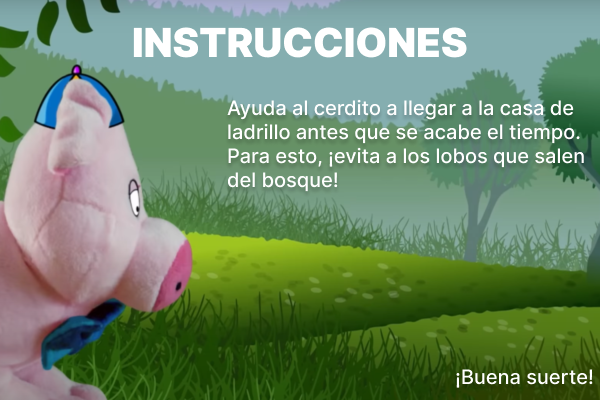 INSTRUCCIONES
Ayuda al cerdito a llegar a la casa de
ladrillo antes que se acabe el tiempo.
Para esto, ¡evita a los lobos que salen
del bosque!
¡Buena suerte!